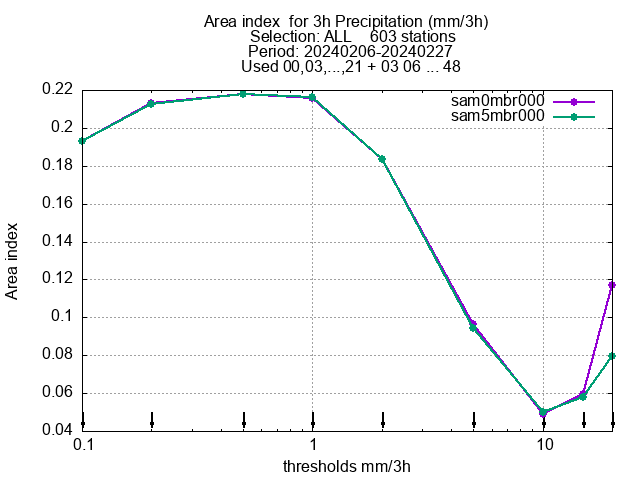 Area index  for 3h Precipitation (mm/3h)
Selection: ALL    603 stations
Period: 20240206-20240227
Used 00,03,...,21 + 03 06 ... 48
sam0mbr000
sam5mbr000
0.22
0.2
0.18
0.16
0.14
0.12
0.1
0.08
0.06
0.04
Area index
0.1
1
10
thresholds mm/3h